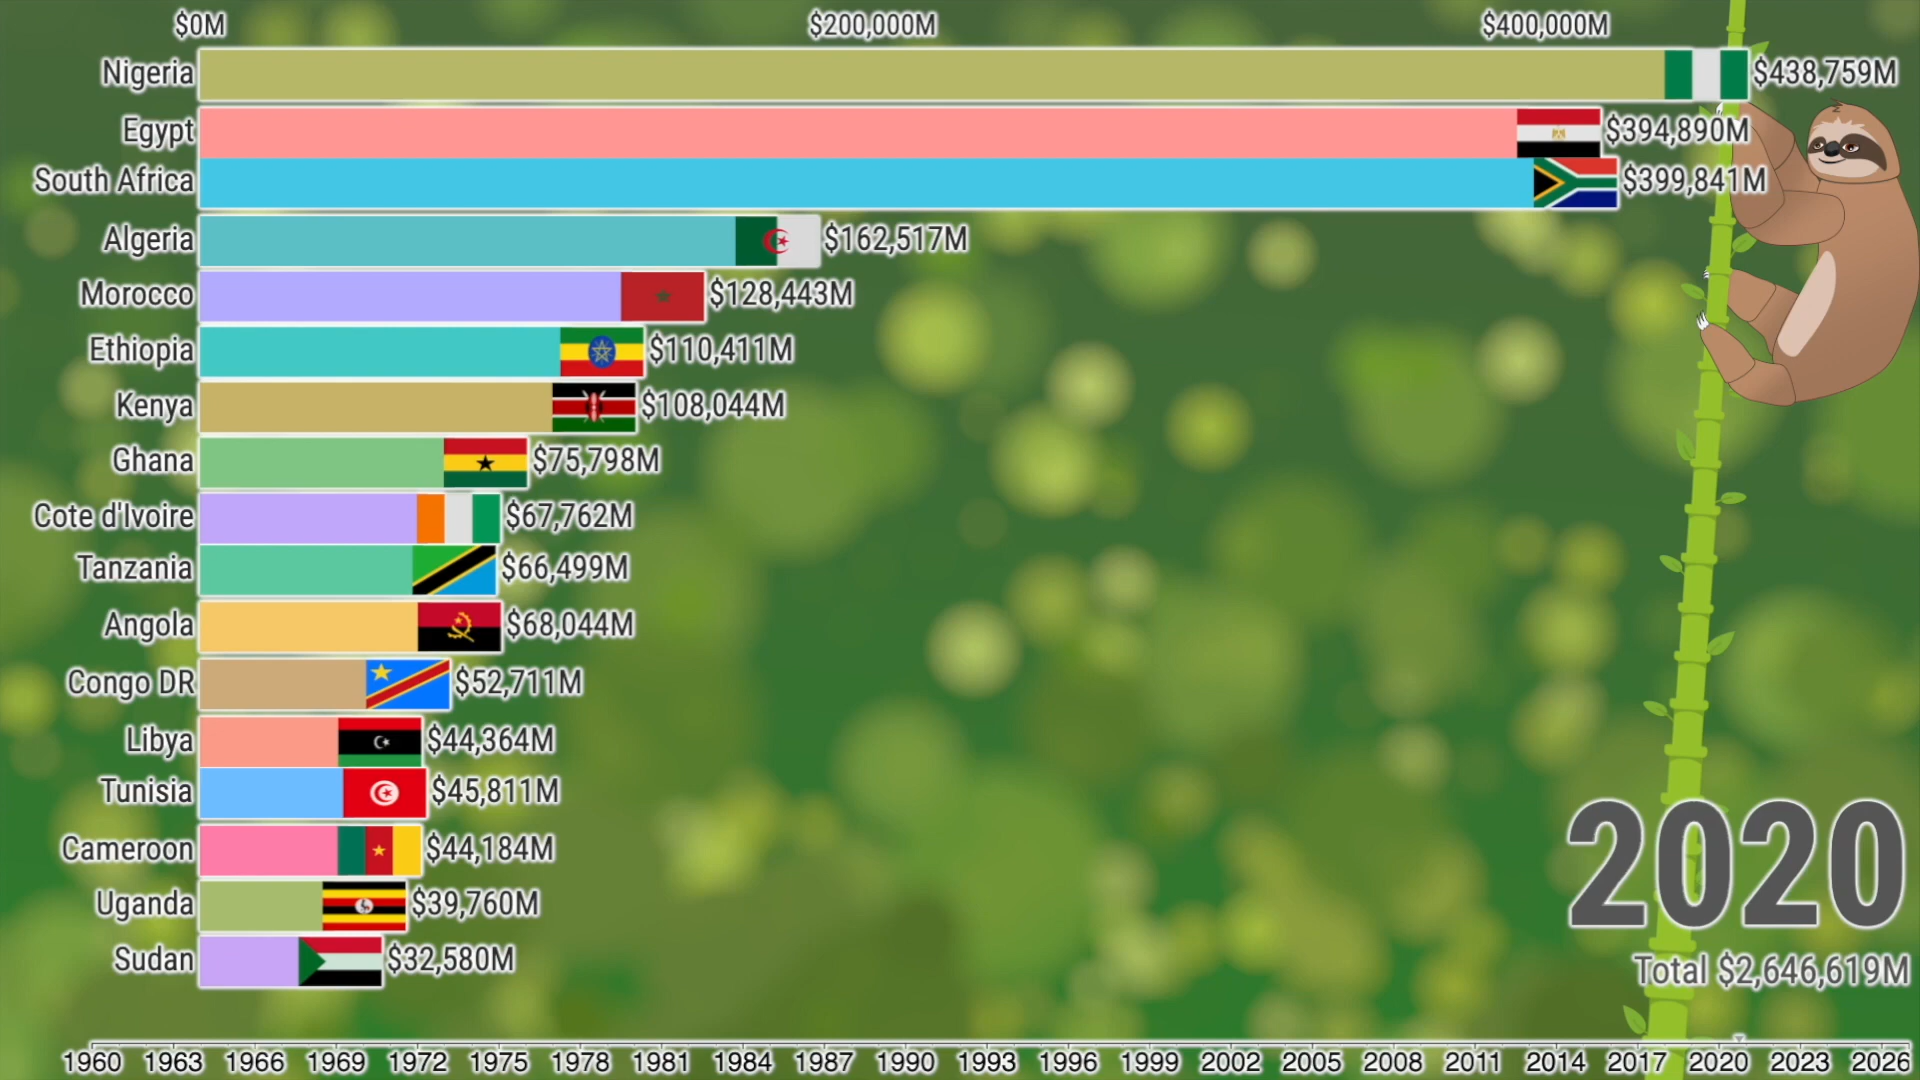 $0M $200,000M $400,000M
Nigeria $438,759M
Egypt $394,890M
South Africa $399,841M
Algeria $162,517M
Morocco $128,443M
Ethiopia $110,411M
Kenya $108,044M
Ghana $75,798M
Cote d'Ivoire $67,762M
Tanzania $66,499M
Angola $68,044M
Congo DR $52,711M
Libya $44,364M
Tunisia $45,811M
Cameroon $44,184M
Uganda $39,760M
Sudan $32,580M
2020
Total $2,646,619M
1960 1963 1966 1969 1972 1975 1978 1981 1984 1987 1990 1993 1996 1999 2002 2005 2008 2011 2014 2017 2020 2023 2026